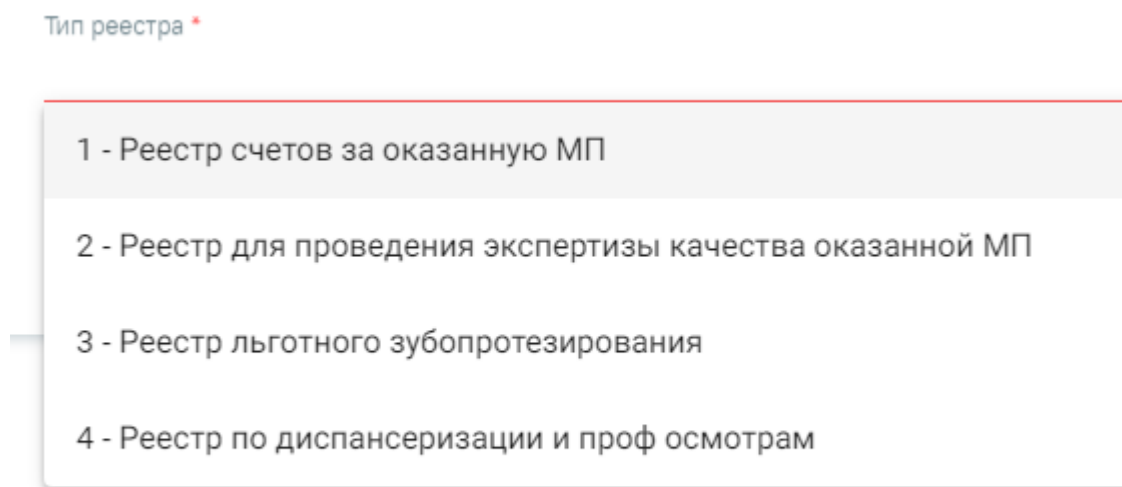 Тип реестра *
1 - Реестр счетов за оказанную МП
2 - Реестр для проведения экспертизы качества оказанной МП
3 - Реестр льготного зубопротезирования
4 - Реестр по диспансеризации и проф осмотрам